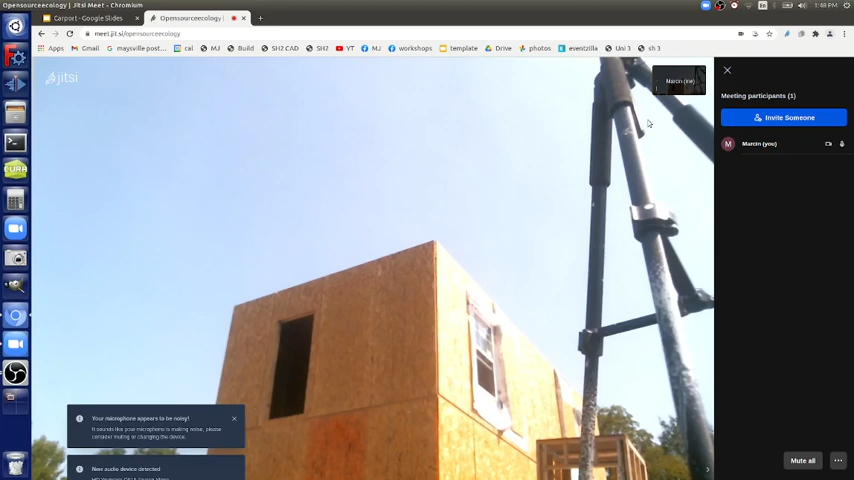 Opensourceecology | Jitsi Meet - Chromium
En
1:48 PM
Carport - Google Slides
Opensourceecology | Jitsi
meet.jit.si/opensourceecology
Apps
Gmail
maysville post...
cal
MJ
Build
SH2 CAD
SH2
YT
MJ
workshops
template
Drive
photos
eventzilla
Uni 3
sh 3
jitsi
Marcin (me)
Meeting participants (1)
Invite Someone
M
Marcin (you)
CURA
Your microphone appears to be noisy!
It sounds like your microphone is making noise, please
consider muting or changing the device.
New audio device detected
Mute all